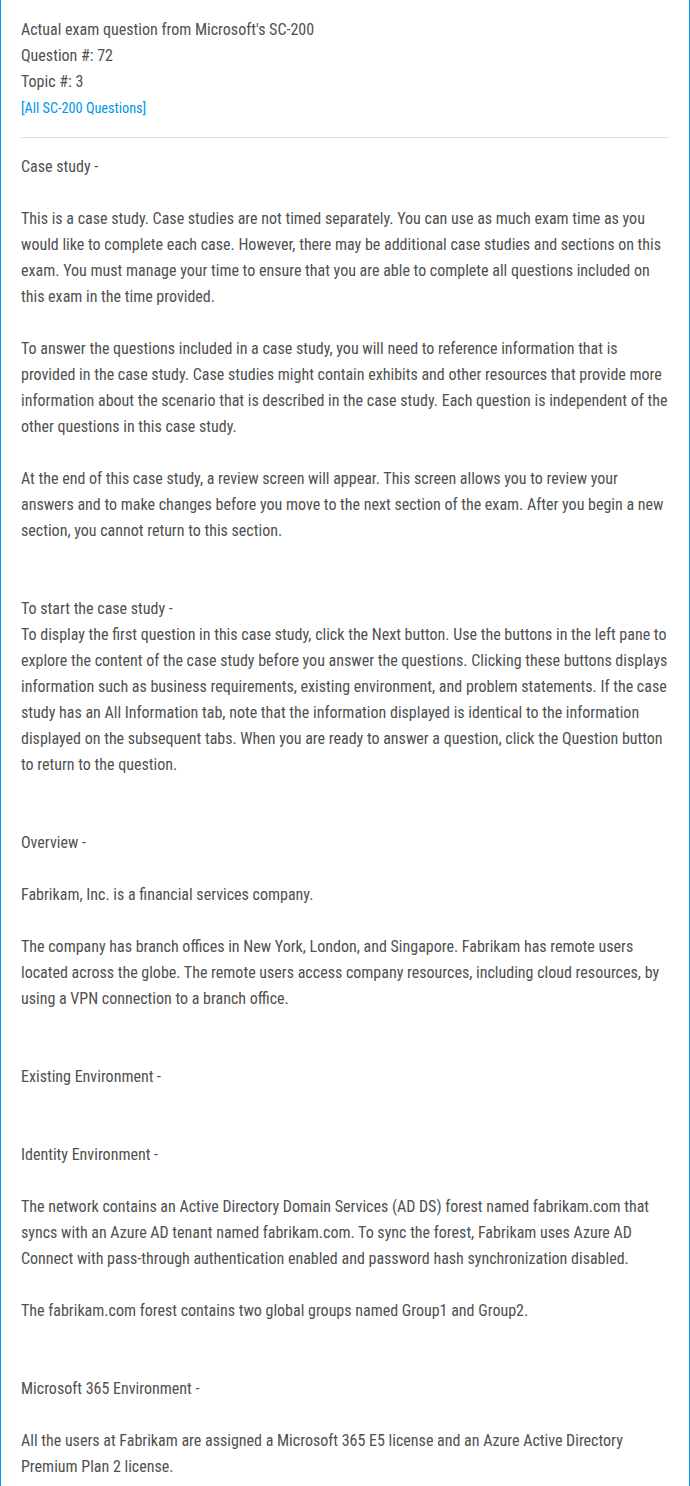 Actual exam question from Microsoft's SC-200
Question #: 72
Topic #: 3
[All SC-200 Questions]
Case study -
This is a case study. Case studies are not timed separately. You can use as much exam time as you
would like to complete each case. However, there may be additional case studies and sections on this
exam. You must manage your time to ensure that you are able to complete all questions included on
this exam in the time provided.
To answer the questions included in a case study, you will need to reference information that is
provided in the case study. Case studies might contain exhibits and other resources that provide more
information about the scenario that is described in the case study. Each question is independent of the
other questions in this case study.
At the end of this case study, a review screen will appear. This screen allows you to review your
answers and to make changes before you move to the next section of the exam. After you begin a new
section, you cannot return to this section.
To start the case study -
To display the first question in this case study, click the Next button. Use the buttons in the left pane to
explore the content of the case study before you answer the questions. Clicking these buttons displays
information such as business requirements, existing environment, and problem statements. If the case
study has an All Information tab, note that the information displayed is identical to the information
displayed on the subsequent tabs. When you are ready to answer a question, click the Question button
to return to the question.
Overview -
Fabrikam, Inc. is a financial services company.
The company has branch offices in New York, London, and Singapore. Fabrikam has remote users
located across the globe. The remote users access company resources, including cloud resources, by
using a VPN connection to a branch office.
Existing Environment -
Identity Environment -
The network contains an Active Directory Domain Services (AD DS) forest named fabrikam.com that
syncs with an Azure AD tenant named fabrikam.com. To sync the forest, Fabrikam uses Azure AD
Connect with pass-through authentication enabled and password hash synchronization disabled.
The fabrikam.com forest contains two global groups named Group1 and Group2.
Microsoft 365 Environment -
All the users at Fabrikam are assigned a Microsoft 365 E5 license and an Azure Active Directory
Premium Plan 2 license.